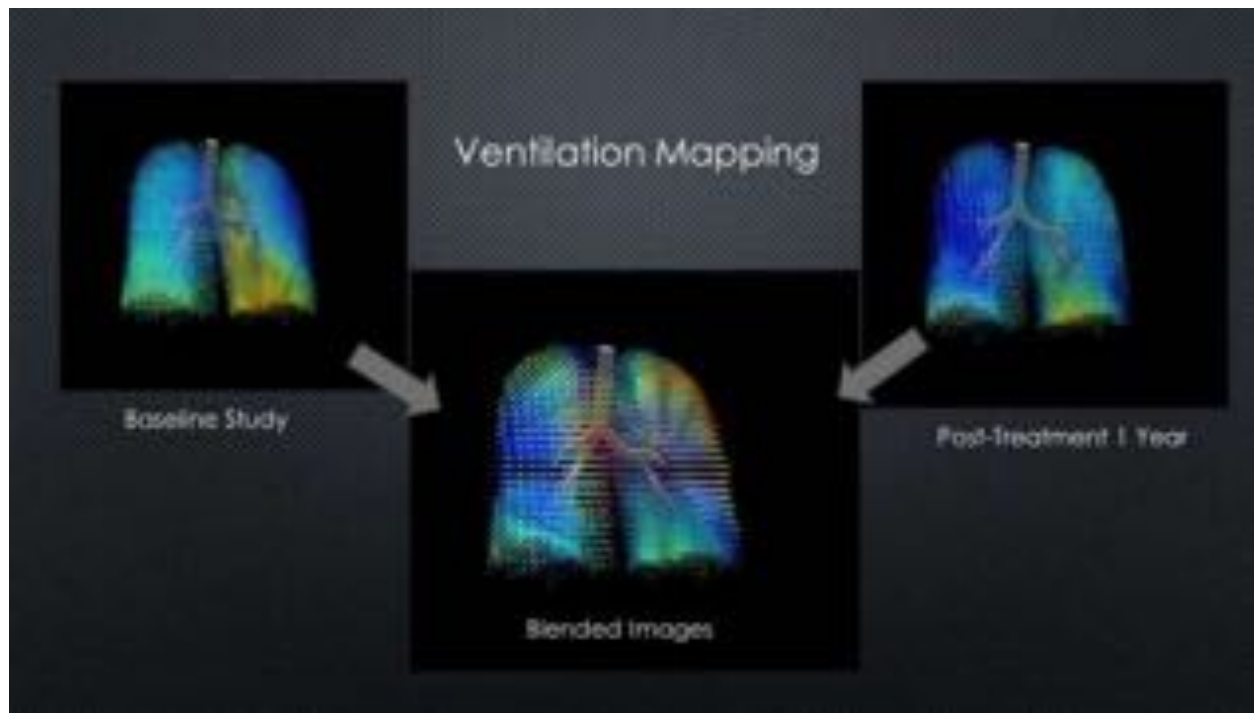 Ventilation Mapping
Baseline Study
Post-Treatment 1 Year
Blended Images